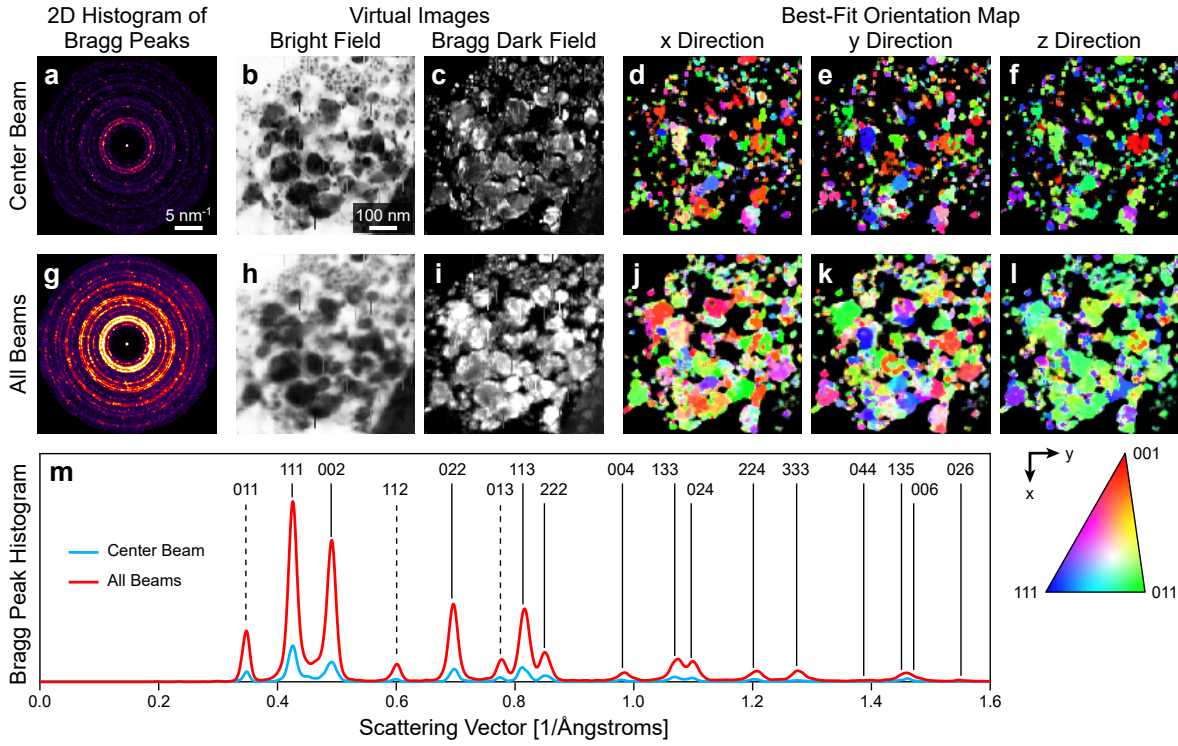 2D Histogram of
Bragg Peaks
Virtual Images
Bright Field
Bragg Dark Field
Best-Fit Orientation Map
x Direction
y Direction
z Direction
Center Beam
a
5 nm-1
b
100 nm
c
d
e
f
All Beams
g
h
i
j
k
l
m
Bragg Peak Histogram
011
111
002
112
022
013
113
222
004
133
024
224
333
044
135
006
026
Center Beam
All Beams
0.0
0.2
0.4
0.6
0.8
1.0
1.2
1.4
1.6
Scattering Vector [1/Ångstroms]
y
x
001
111
011